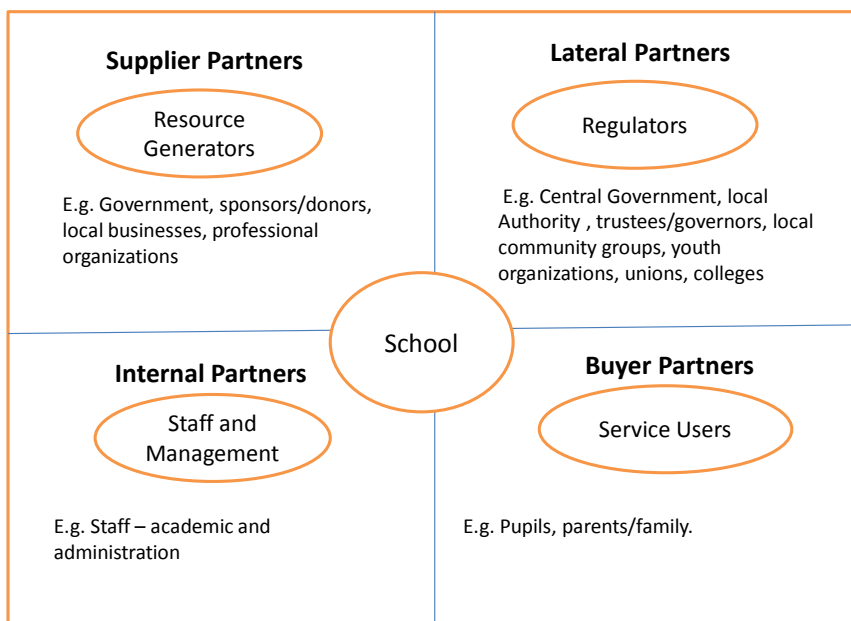 Supplier Partners
Resource
Generators
E.g. Government, sponsors/donors,
local businesses, professional
organizations
Lateral Partners
Regulators
E.g. Central Government, local
Authority , trustees/governors, local
community groups, youth
organizations, unions, colleges
School
Internal Partners
Staff and
Management
E.g. Staff – academic and
administration
Buyer Partners
Service Users
E.g. Pupils, parents/family.